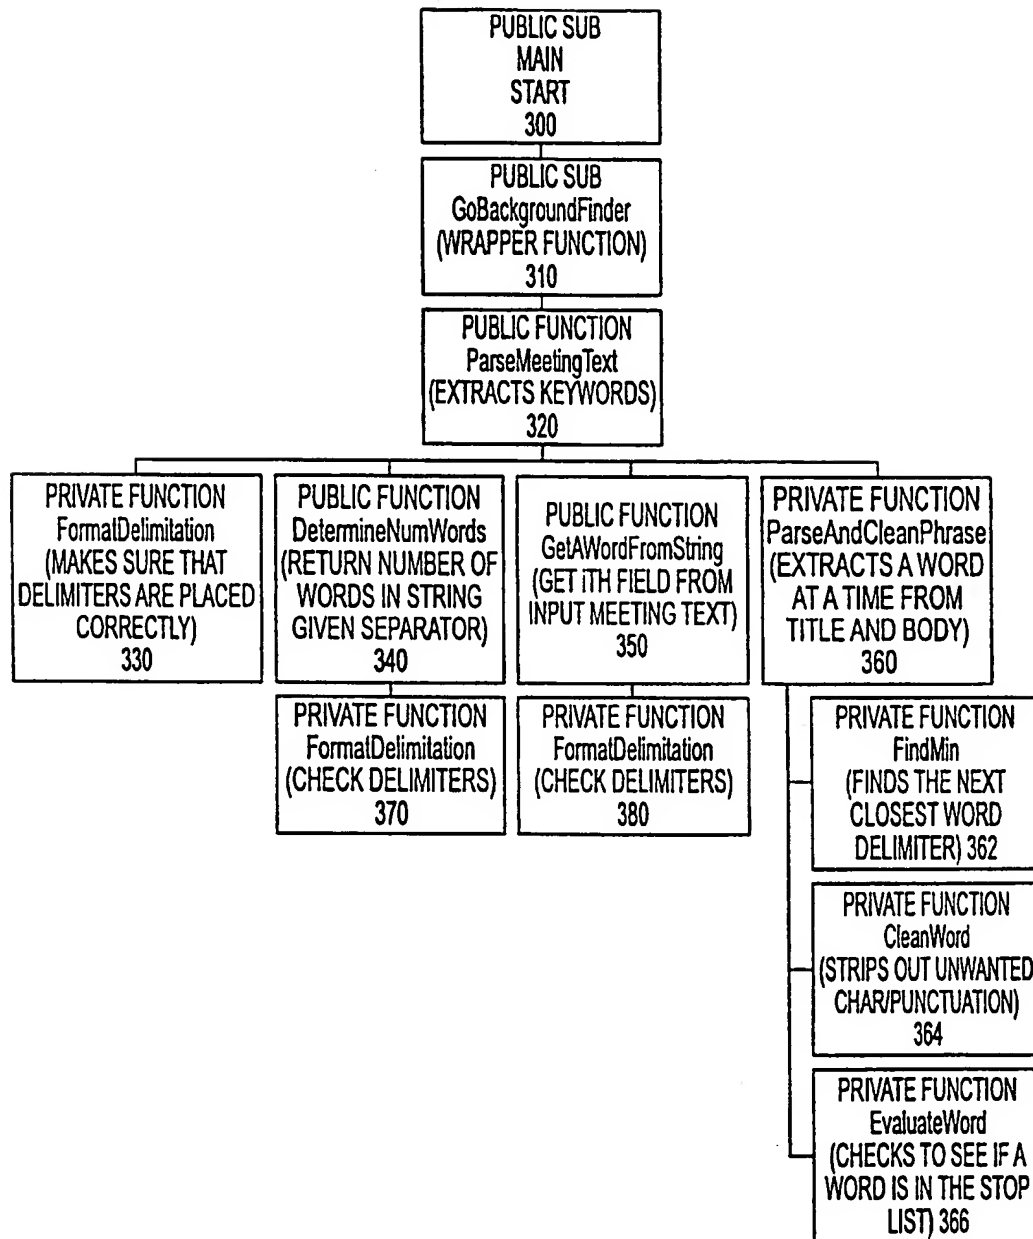 PUBLIC SUB
MAIN
START
300
PUBLIC SUB
GoBackgroundFinder
(WRAPPER FUNCTION)
310
PUBLIC FUNCTION
ParseMeetingText
(EXTRACTS KEYWORDS)
320
PRIVATE FUNCTION
FormatDelimitation
(MAKES SURE THAT
DELIMITERS ARE PLACED
CORRECTLY)
330
PUBLIC FUNCTION
DetermineNumWords
(RETURN NUMBER OF
WORDS IN STRING
GIVEN SEPARATOR)
340
PUBLIC FUNCTION
GetAWordFromString
(GET iTH FIELD FROM
INPUT MEETING TEXT)
350
PRIVATE FUNCTION
ParseAndCleanPhrase
(EXTRACTS A WORD
AT A TIME FROM
TITLE AND BODY)
360
PRIVATE FUNCTION
FormatDelimitation
(CHECK DELIMITERS)
370
PRIVATE FUNCTION
FormatDelimitation
(CHECK DELIMITERS)
380
PRIVATE FUNCTION
FindMin
(FINDS THE NEXT
CLOSEST WORD
DELIMITER) 362
PRIVATE FUNCTION
CleanWord
(STRIPS OUT UNWANTED
CHAR/PUNCTUATION)
364
PRIVATE FUNCTION
EvaluateWord
(CHECKS TO SEE IF A
WORD IS IN THE STOP
LIST) 366